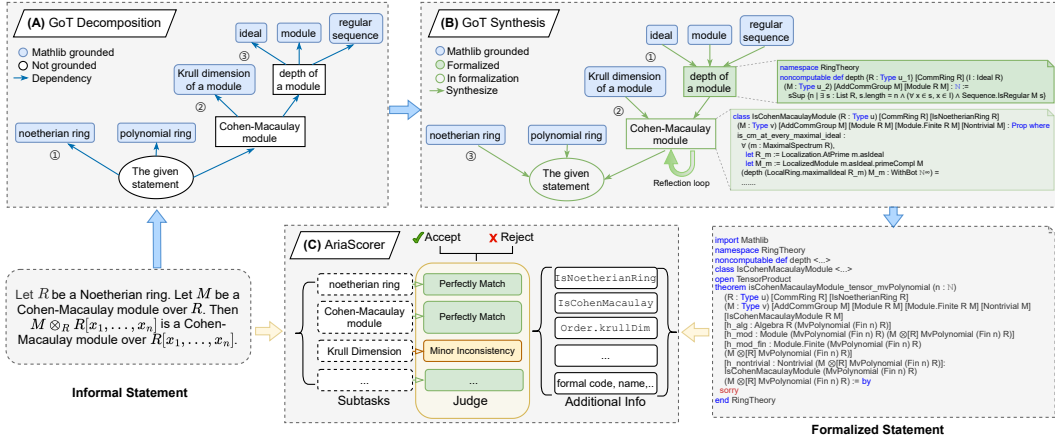 (A) GoT Decomposition
Mathlib grounded
Not grounded
Dependency
ideal
module
regular
sequence
③
Krull dimension
of a module
depth of
a module
②
noetherian ring
polynomial ring
Cohen-Macaulay
module
①
The given
statement
(B) GoT Synthesis
Mathlib grounded
Formalized
In formalization
Synthesize
ideal
module
regular
sequence
①
Krull dimension
of a module
depth of
a module
②
noetherian ring
polynomial ring
Cohen-Macaulay
module
③
The given
statement
Reflection loop
namespace RingTheory
noncomputable def depth (R : Type u_1) [CommRing R] (I : Ideal R)
(M : Type u_2) [AddCommGroup M] [Module R M] : ℕ :=
sSup {n | ∃ s : List R, s.length = n ∧ (∀ x ∈ s, x ∈ I) ∧ Sequence.IsRegular M s}
class IsCohenMacaulayModule (R : Type u) [CommRing R] [IsNoetherianRing R]
(M : Type v) [AddCommGroup M] [Module R M] [Module.Finite R M] [Nontrivial M] : Prop where
is_cm_at_every_maximal_ideal :
∀ (m : MaximalSpectrum R),
let R_m := Localization.AtPrime m.asIdeal
let M_m := LocalizedModule m.asIdeal.primeCompl M
(depth (LocalRing.maximalIdeal R_m) M_m : WithBot ℕ∞) =
.......
Let R be a Noetherian ring. Let M be a
Cohen-Macaulay module over R. Then
M ⊗_R R[x_1, . . . , x_n] is a Cohen-
Macaulay module over R[x_1, . . . , x_n].
Informal Statement
(C) AriaScorer
Accept
Reject
noetherian ring
Cohen-Macaulay
module
Krull Dimension
...
Subtasks
Perfectly Match
Perfectly Match
Minor Inconsistency
...
Judge
IsNoetherianRing
IsCohenMacaulay
Order.krullDim
...
formal code, name,..
Additional Info
import Mathlib
namespace RingTheory
noncomputable def depth <...>
class IsCohenMacaulayModule <...>
open TensorProduct
theorem isCohenMacaulayModule_tensor_mvPolynomial (n : ℕ)
(R : Type u) [CommRing R] [IsNoetherianRing R]
(M : Type v) [AddCommGroup M] [Module R M] [Module.Finite R M] [Nontrivial M]
[IsCohenMacaulayModule R M]
[h_alg : Algebra R (MvPolynomial (Fin n) R)]
[h_mod : Module (MvPolynomial (Fin n) R) (M ⊗[R] MvPolynomial (Fin n) R)]
[h_mod_fin : Module.Finite (MvPolynomial (Fin n) R)
(M ⊗[R] MvPolynomial (Fin n) R)]
[h_nontrivial : Nontrivial (M ⊗[R] MvPolynomial (Fin n) R)]:
IsCohenMacaulayModule (MvPolynomial (Fin n) R)
(M ⊗[R] MvPolynomial (Fin n) R) := by
sorry
end RingTheory
Formalized Statement